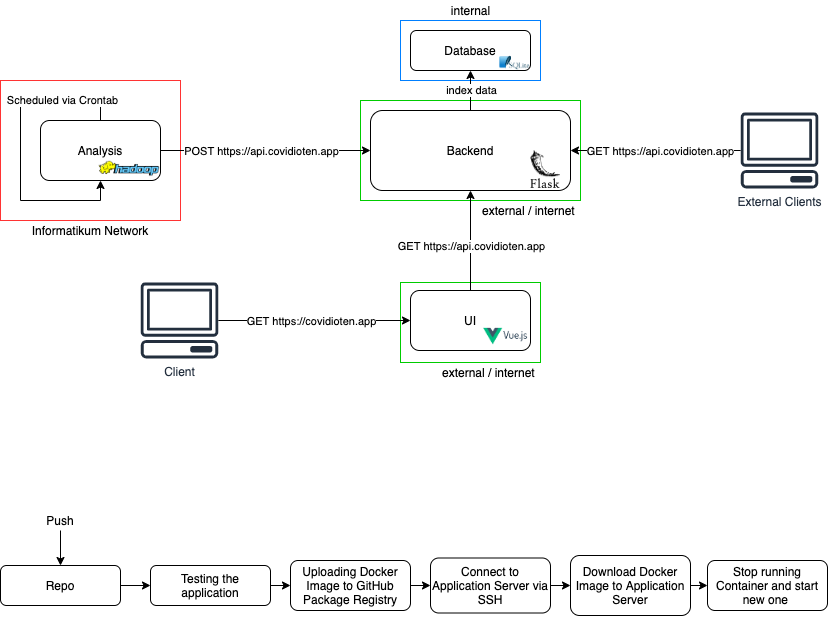 internal
Database
SQLite
index data
Scheduled via Crontab
Analysis
hadoop
POST https://api.covidioten.app
Backend
Flask
GET https://api.covidioten.app
External Clients
external / internet
Informatikum Network
GET https://api.covidioten.app
GET https://covidioten.app
UI
Vue.js
Client
external / internet
Push
Repo
Testing the
application
Uploading Docker
Image to GitHub
Package Registry
Connect to
Application Server via
SSH
Download Docker
Image to Application
Server
Stop running
Container and start
new one